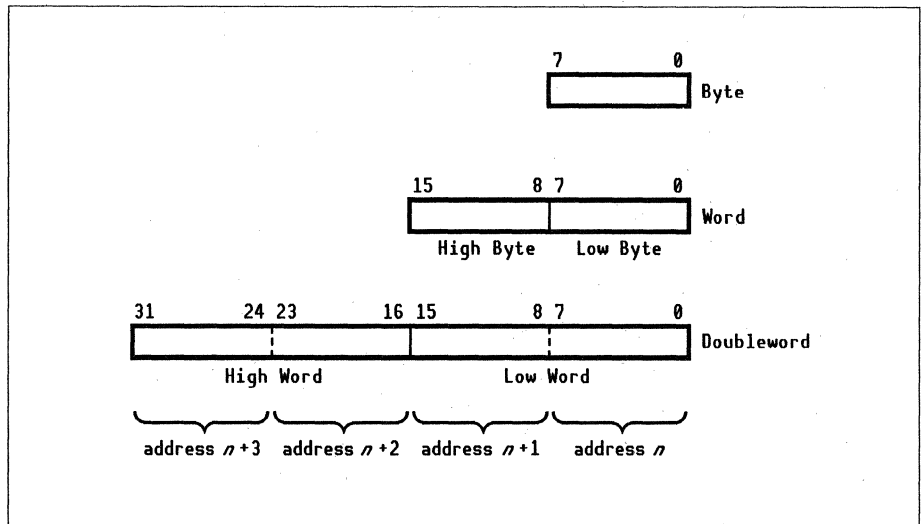 7 0
Byte
15 8 7 0
Word
High Byte Low Byte
31 24 23 16 15 8 7 0
Doubleword
High Word Low Word
address n+3 address n+2 address n+1 address n